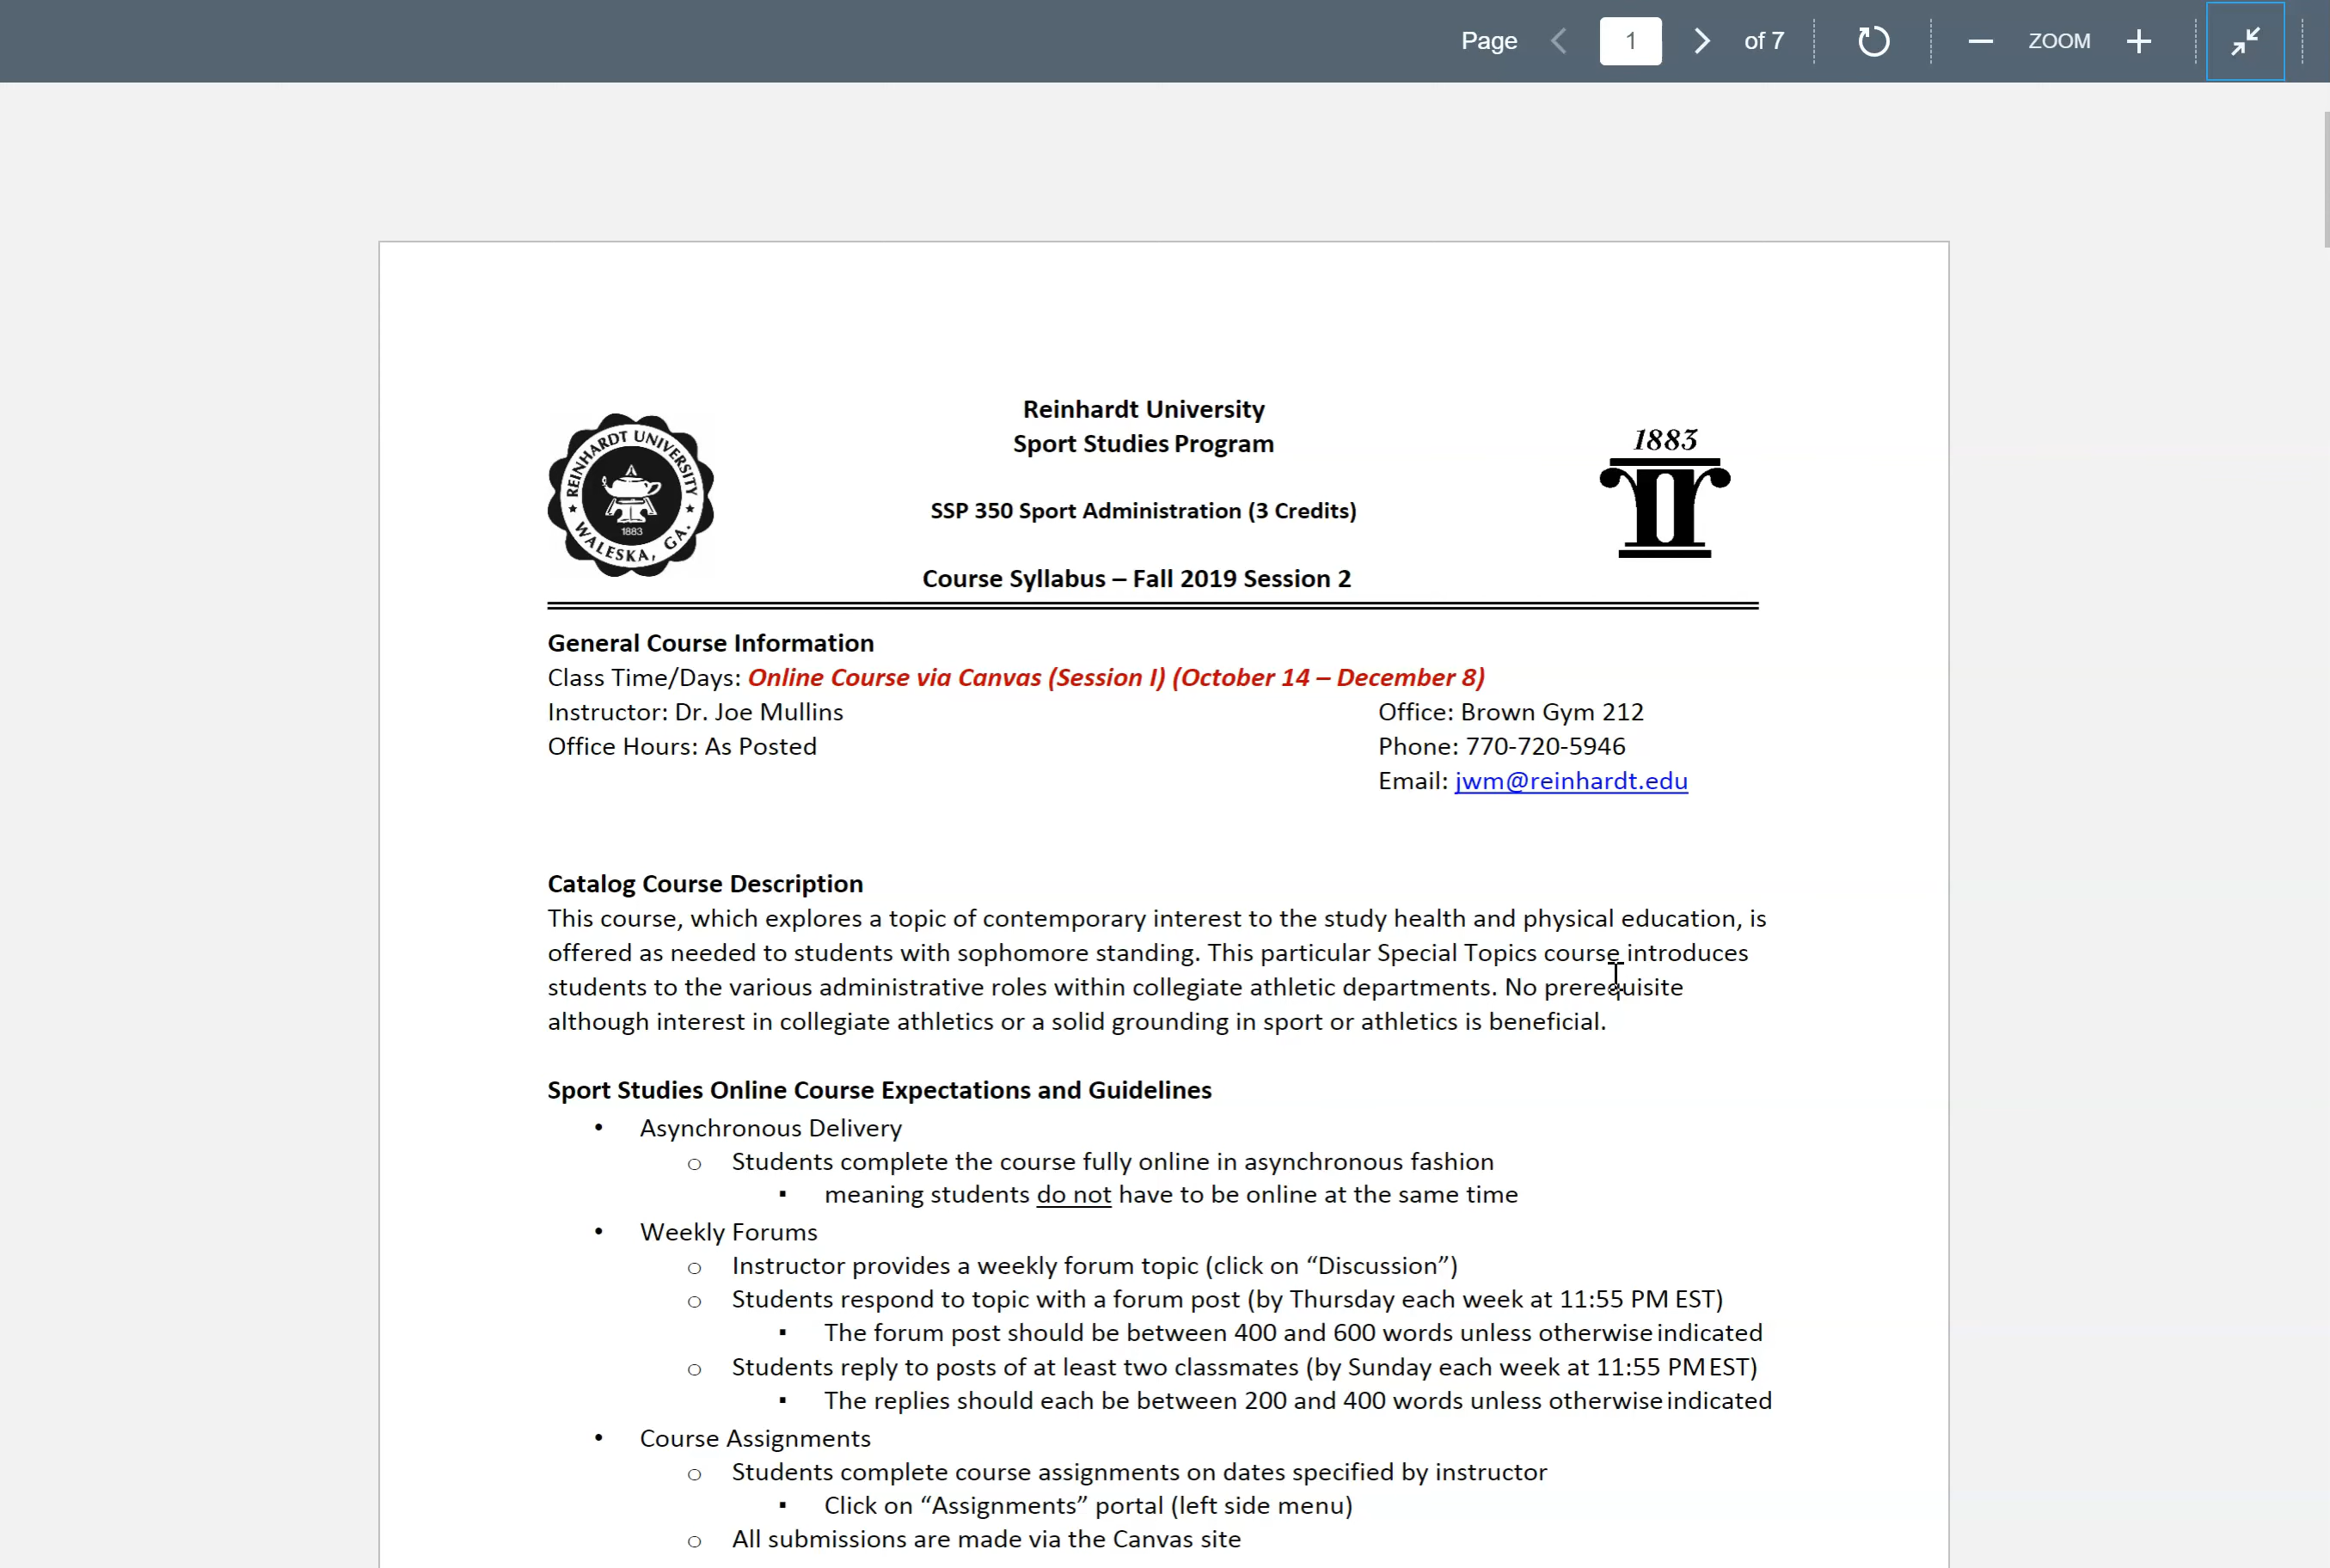 Page 1 of 7 ZOOM
Reinhardt University
Sport Studies Program
SSP 350 Sport Administration (3 Credits)
Course Syllabus – Fall 2019 Session 2
REINHARDT UNIVERSITY
1883
WALESKA, GA.
1883
General Course Information
Class Time/Days: Online Course via Canvas (Session I) (October 14 – December 8)
Instructor: Dr. Joe Mullins Office: Brown Gym 212
Office Hours: As Posted Phone: 770-720-5946
Email: jwm@reinhardt.edu
Catalog Course Description
This course, which explores a topic of contemporary interest to the study health and physical education, is
offered as needed to students with sophomore standing. This particular Special Topics course introduces
students to the various administrative roles within collegiate athletic departments. No prerequisite
although interest in collegiate athletics or a solid grounding in sport or athletics is beneficial.
Sport Studies Online Course Expectations and Guidelines
• Asynchronous Delivery
o Students complete the course fully online in asynchronous fashion
▪ meaning students do not have to be online at the same time
• Weekly Forums
o Instructor provides a weekly forum topic (click on “Discussion”)
o Students respond to topic with a forum post (by Thursday each week at 11:55 PM EST)
▪ The forum post should be between 400 and 600 words unless otherwise indicated
o Students reply to posts of at least two classmates (by Sunday each week at 11:55 PM EST)
▪ The replies should each be between 200 and 400 words unless otherwise indicated
• Course Assignments
o Students complete course assignments on dates specified by instructor
▪ Click on “Assignments” portal (left side menu)
o All submissions are made via the Canvas site